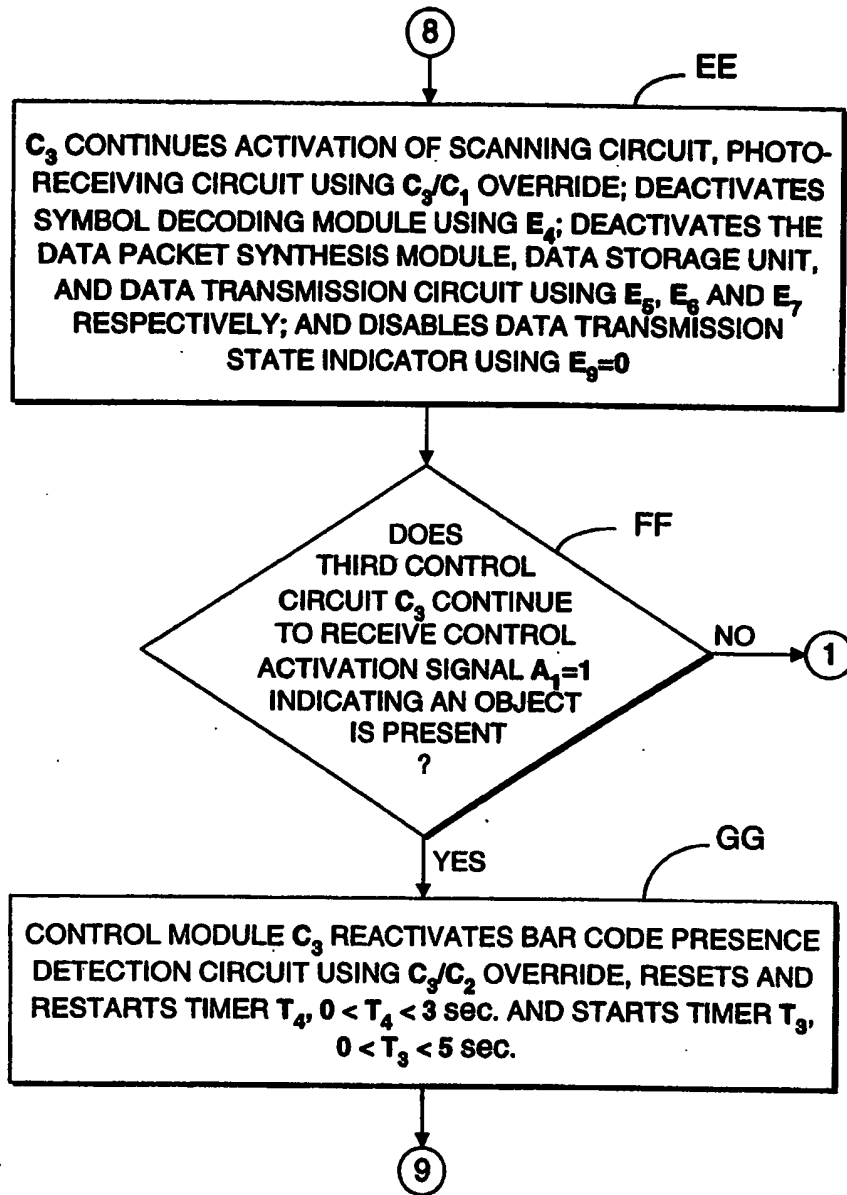 8
EE
C3 CONTINUES ACTIVATION OF SCANNING CIRCUIT, PHOTO-
RECEIVING CIRCUIT USING C3/C1 OVERRIDE; DEACTIVATES
SYMBOL DECODING MODULE USING E4; DEACTIVATES THE
DATA PACKET SYNTHESIS MODULE, DATA STORAGE UNIT,
AND DATA TRANSMISSION CIRCUIT USING E5, E6 AND E7
RESPECTIVELY; AND DISABLES DATA TRANSMISSION
STATE INDICATOR USING E9=0
FF
DOES
THIRD CONTROL
CIRCUIT C3 CONTINUE
TO RECEIVE CONTROL
ACTIVATION SIGNAL A1=1
INDICATING AN OBJECT
IS PRESENT
?
NO
1
YES
GG
CONTROL MODULE C3 REACTIVATES BAR CODE PRESENCE
DETECTION CIRCUIT USING C3/C2 OVERRIDE, RESETS AND
RESTARTS TIMER T4, 0 < T4 < 3 sec. AND STARTS TIMER T3,
0 < T3 < 5 sec.
9